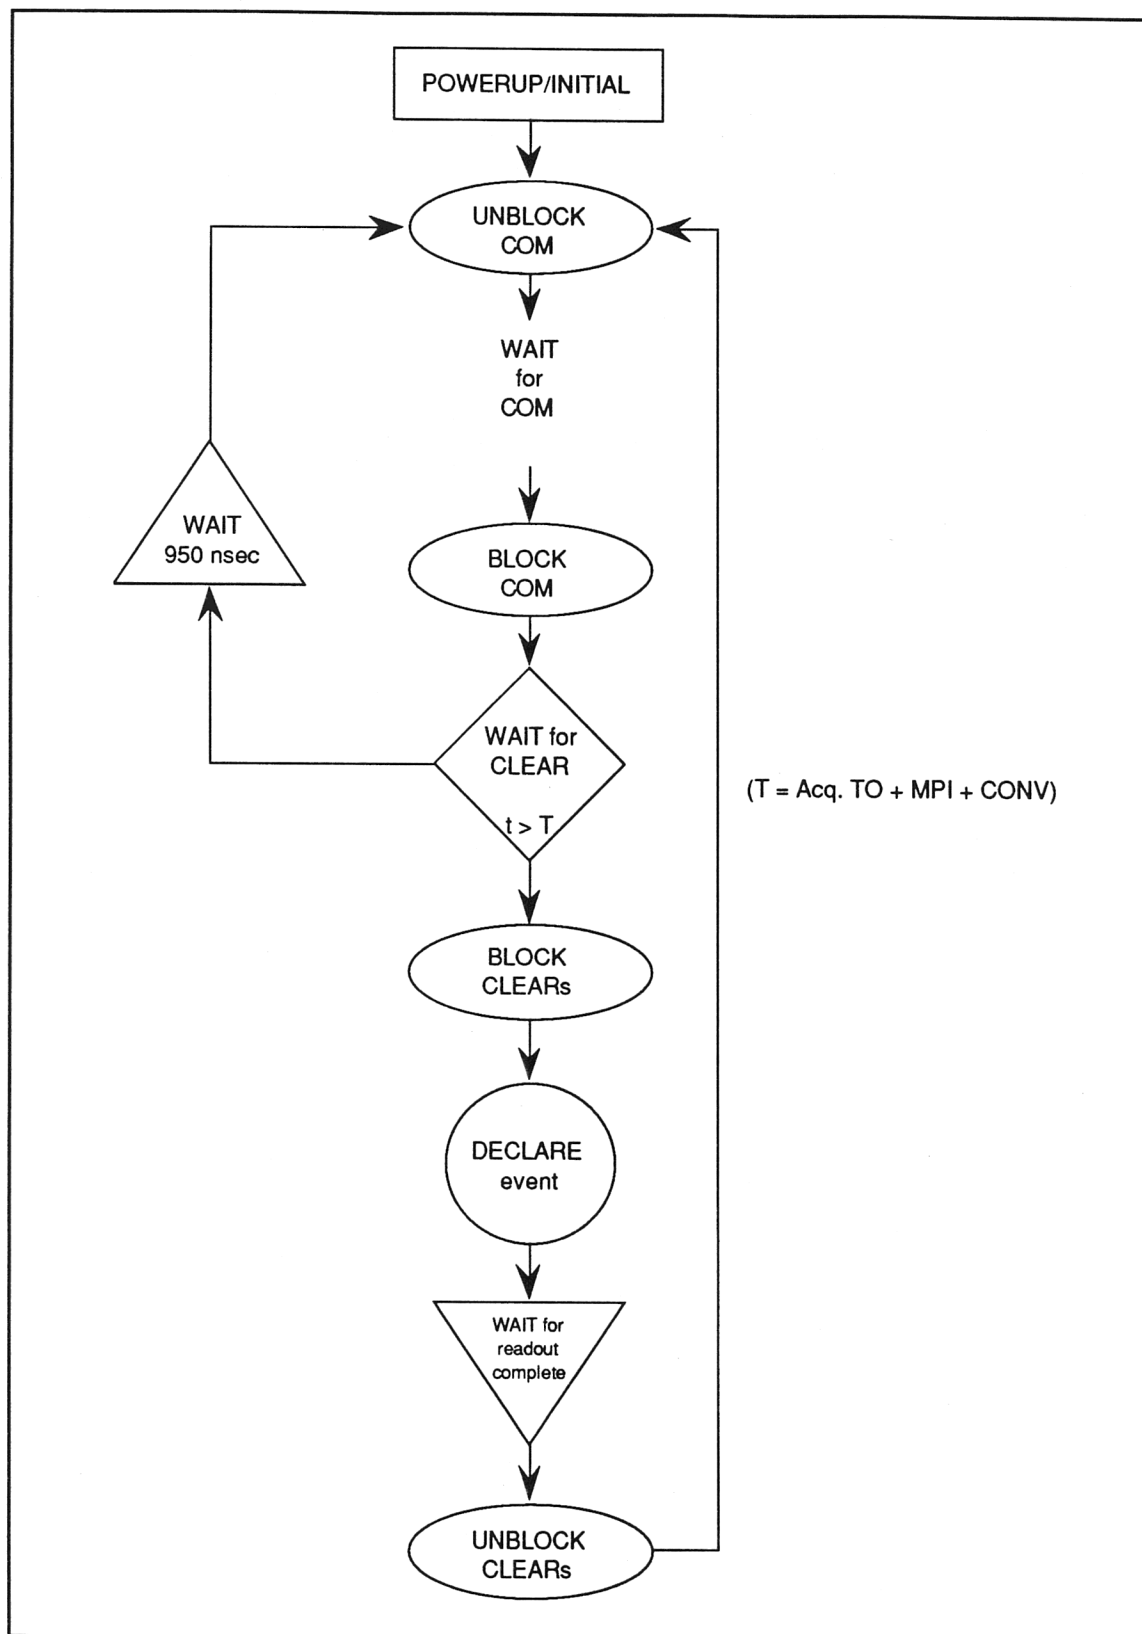 POWERUP/INITIAL
UNBLOCK
COM
WAIT
for
COM
WAIT
950 nsec
BLOCK
COM
WAIT for
CLEAR
t > T
(T = Acq. TO + MPI + CONV)
BLOCK
CLEARs
DECLARE
event
WAIT for
readout
complete
UNBLOCK
CLEARs